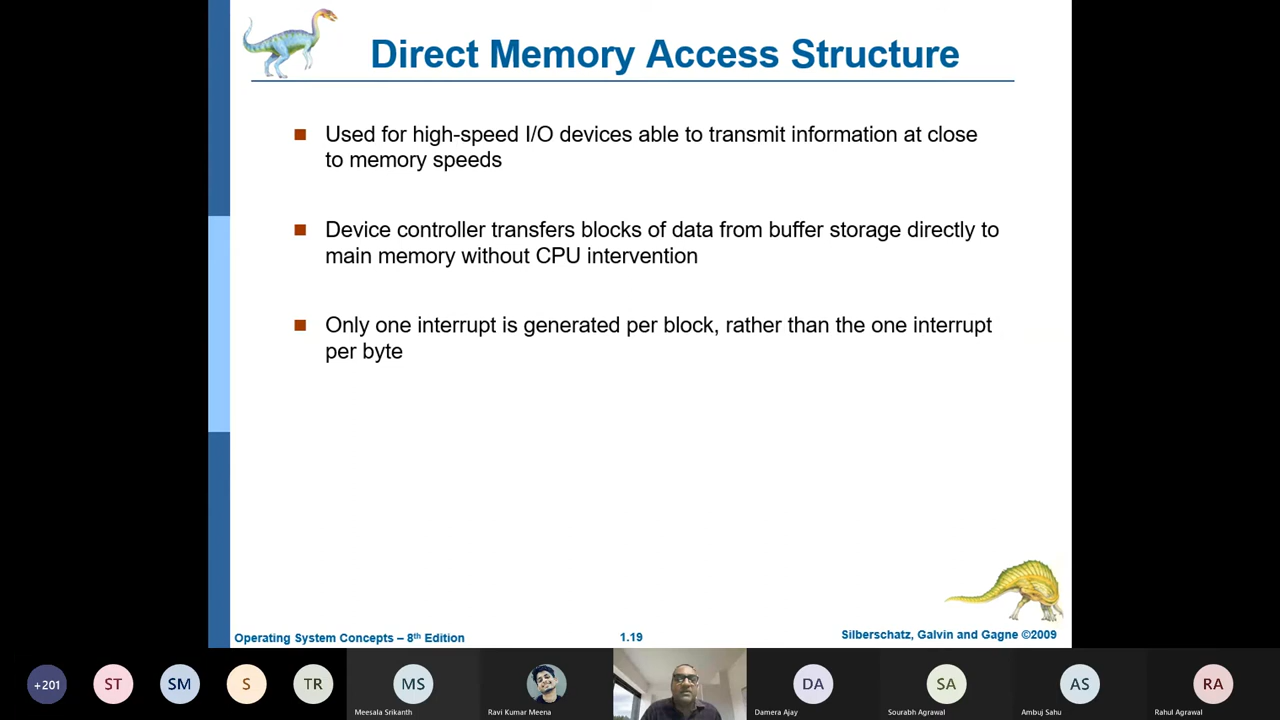 Direct Memory Access Structure
Used for high-speed I/O devices able to transmit information at close
to memory speeds
Device controller transfers blocks of data from buffer storage directly to
main memory without CPU intervention
Only one interrupt is generated per block, rather than the one interrupt
per byte
Operating System Concepts – 8th Edition
1.19
Silberschatz, Galvin and Gagne ©2009
+201
ST
SM
S
TR
MS
Meesala Srikanth
Ravi Kumar Meena
DA
Damera Ajay
SA
Sourabh Agrawal
AS
Ambuj Sahu
RA
Rahul Agrawal